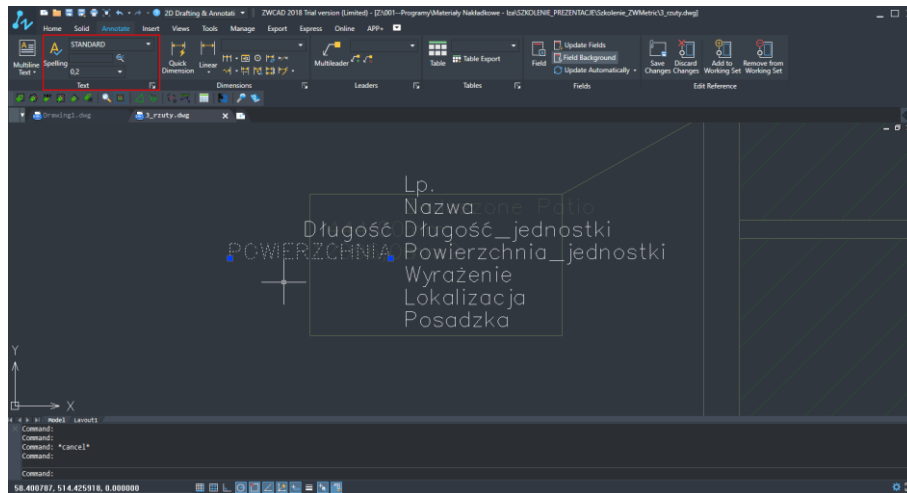 2D Drafting & Annotati
ZWCAD 2018 Trial version (Limited) - [Z:\001--Programy\Materiały Nakładkowe - Iza\SZKOLENIE_PREZENTACJE\Szkolenie_ZWMetric\3_rzuty.dwg]
Home Solid Annotate Insert Views Tools Manage Export Express Online APP+
STANDARD
Multiline Text
Spelling
0,2
Quick Dimension
Linear
Multileader
Table
Table Export
Field
Update Fields
Field Background
Update Automatically
Save Changes
Discard Changes
Add to Working Set
Remove from Working Set
Text Dimensions Leaders Tables Fields Edit Reference
Drawing1.dwg 3_rzuty.dwg
Lp.
Nazwa
Długość Długość_jednostki
POWIERZCHNIA Powierzchnia_jednostki
Wyrażenie
Lokalizacja
Posadzka
Y
X
Model Layout1
Command:
Command:
Command: *cancel*
Command:
Command:
58.400787, 514.425918, 0.000000